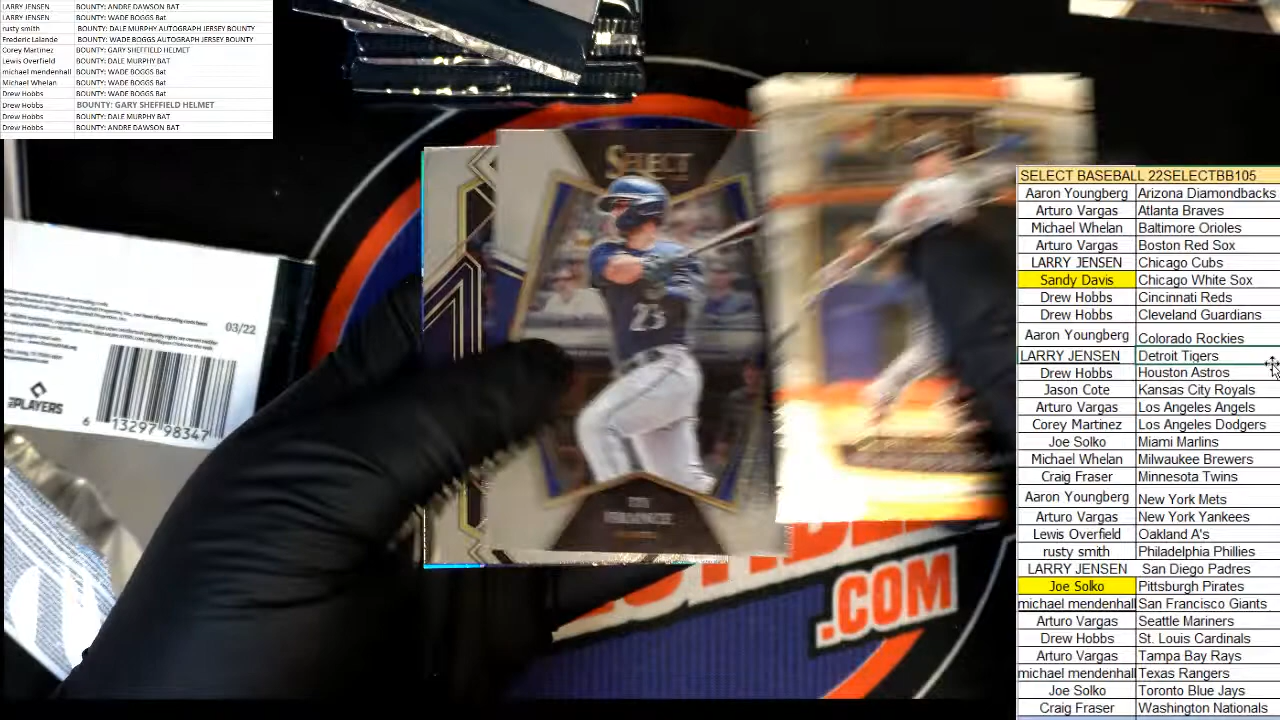 LARRY JENSEN BOUNTY: ANDRE DAWSON BAT
LARRY JENSEN BOUNTY: WADE BOGGS Bat
rusty smith BOUNTY: DALE MURPHY AUTOGRAPH JERSEY BOUNTY
Frederic Lalande BOUNTY: WADE BOGGS AUTOGRAPH JERSEY BOUNTY
Corey Martinez BOUNTY: GARY SHEFFIELD HELMET
Lewis Overfield BOUNTY: DALE MURPHY BAT
michael mendenhall BOUNTY: WADE BOGGS Bat
Michael Whelan BOUNTY: WADE BOGGS Bat
Drew Hobbs BOUNTY: WADE BOGGS Bat
Drew Hobbs BOUNTY: GARY SHEFFIELD HELMET
Drew Hobbs BOUNTY: DALE MURPHY BAT
Drew Hobbs BOUNTY: ANDRE DAWSON BAT
SELECT
23
FRANCE
03/22
PLAYERS
6 13297 98347
.COM
SELECT BASEBALL 22SELECTBB105
Aaron Youngberg Arizona Diamondbacks
Arturo Vargas Atlanta Braves
Michael Whelan Baltimore Orioles
Arturo Vargas Boston Red Sox
LARRY JENSEN Chicago Cubs
Sandy Davis Chicago White Sox
Drew Hobbs Cincinnati Reds
Drew Hobbs Cleveland Guardians
Aaron Youngberg Colorado Rockies
LARRY JENSEN Detroit Tigers
Drew Hobbs Houston Astros
Jason Cote Kansas City Royals
Arturo Vargas Los Angeles Angels
Corey Martinez Los Angeles Dodgers
Joe Solko Miami Marlins
Michael Whelan Milwaukee Brewers
Craig Fraser Minnesota Twins
Aaron Youngberg New York Mets
Arturo Vargas New York Yankees
Lewis Overfield Oakland A's
rusty smith Philadelphia Phillies
LARRY JENSEN San Diego Padres
Joe Solko Pittsburgh Pirates
michael mendenhall San Francisco Giants
Arturo Vargas Seattle Mariners
Drew Hobbs St. Louis Cardinals
Arturo Vargas Tampa Bay Rays
michael mendenhall Texas Rangers
Joe Solko Toronto Blue Jays
Craig Fraser Washington Nationals